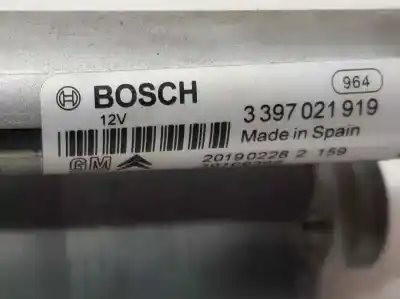 964
BOSCH
3 397 021 919
12V
Made in Spain
GM
20190228 2 159